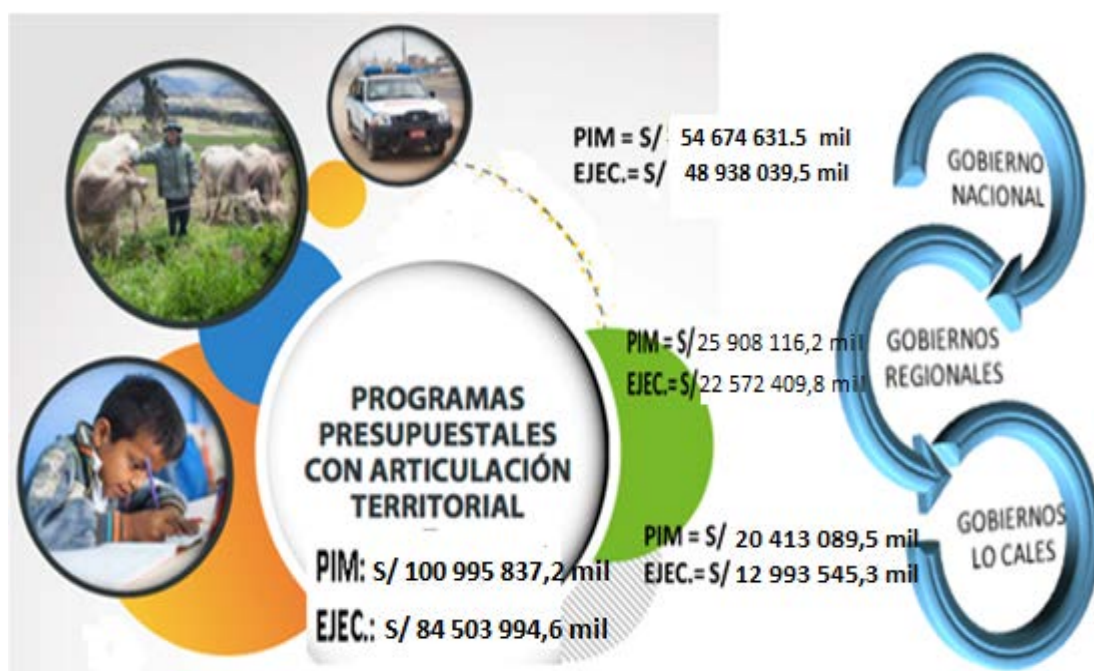 PIM = S/ 54 674 631.5 mil
EJEC.= S/ 48 938 039,5 mil
GOBIERNO
NACIONAL
PIM = S/ 25 908 116,2 mil
EJEC.= S/ 22 572 409,8 mil
GOBIERNOS
REGIONALES
PROGRAMAS
PRESUPUESTALES
CON ARTICULACIÓN
TERRITORIAL
PIM: S/ 100 995 837,2 mil
EJEC.: S/ 84 503 994,6 mil
PIM = S/ 20 413 089,5 mil
EJEC.= S/ 12 993 545,3 mil
GOBIERNOS
LO CALES